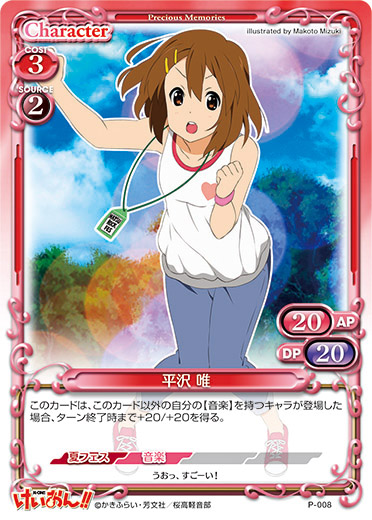 Precious Memories
Character
illustrated by Makoto Mizuki
COST
3
SOURCE
2
20 AP
DP 20
平沢 唯
このカードは、このカード以外の自分の【音楽】を持つキャラが登場した
場合、ターン終了時まで+20/+20を得る。
夏フェス 音楽
うおっ、すごーい!
けいおん!!
©かきふらい・芳文社/桜高軽音部
P-008